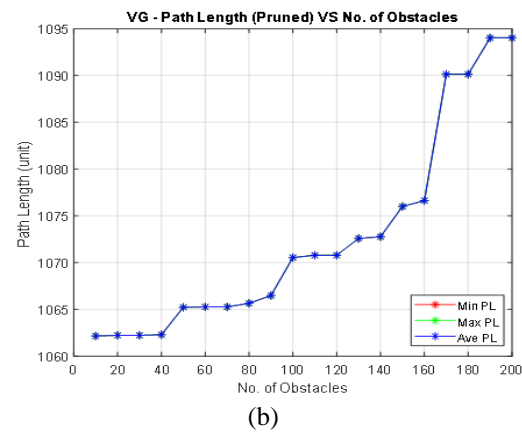 VG - Path Length (Pruned) VS No. of Obstacles
1095
1090
1085
1080
1075
1070
1065
1060
Path Length (unit)
0 20 40 60 80 100 120 140 160 180 200
No. of Obstacles
Min PL
Max PL
Ave PL
(b)